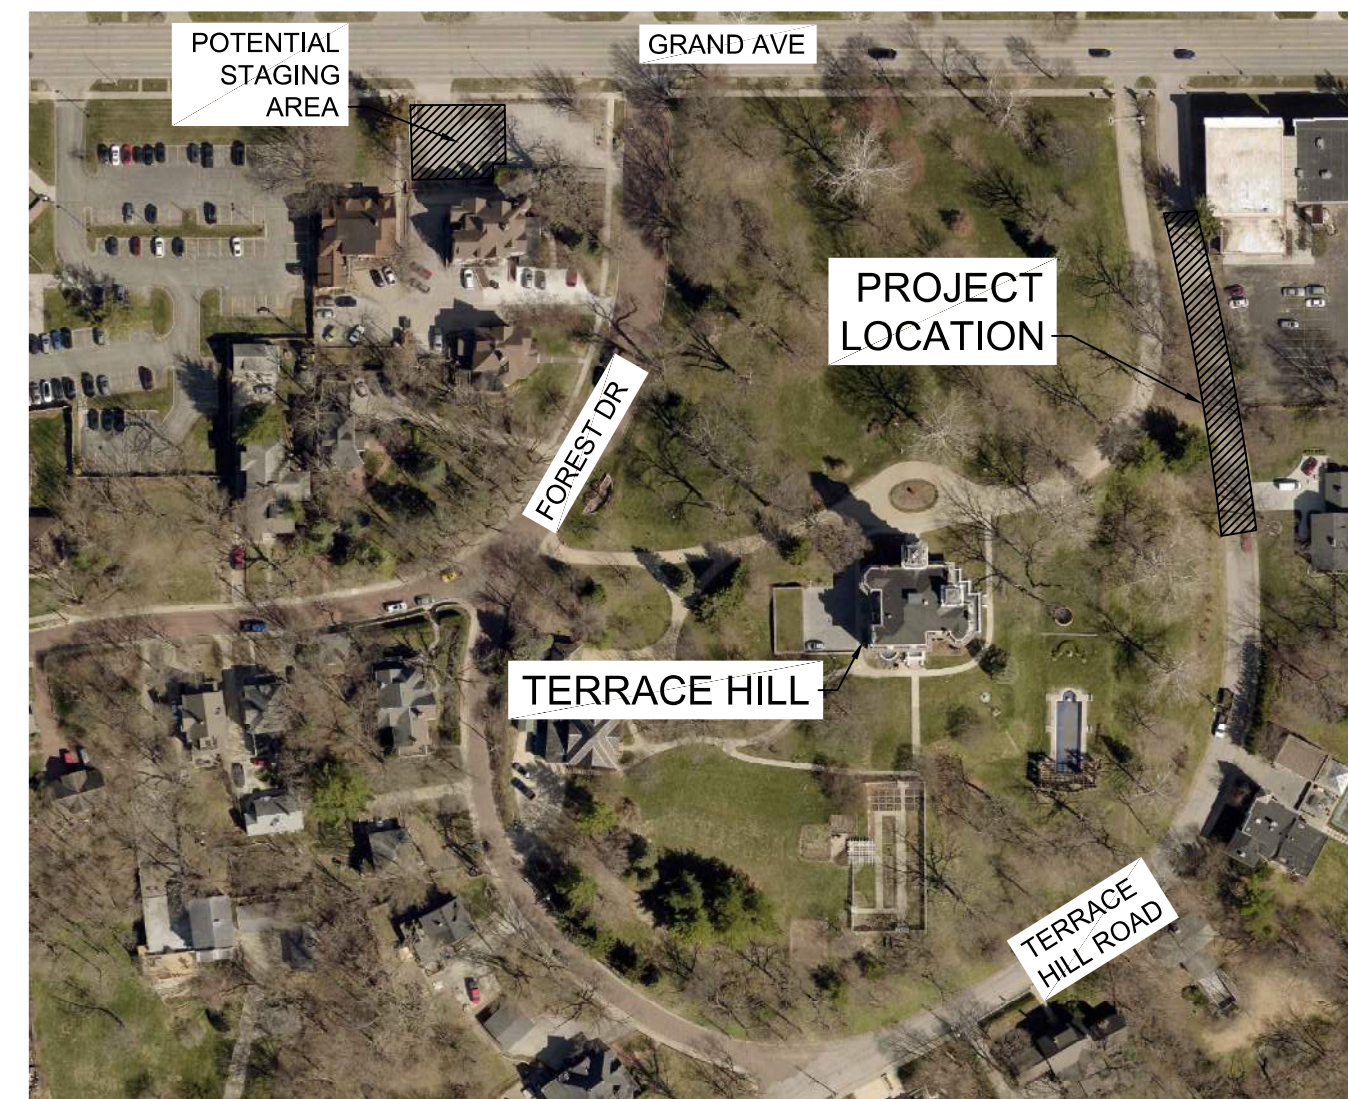 POTENTIAL
STAGING
AREA
GRAND AVE
PROJECT
LOCATION
FOREST DR
TERRACE HILL
TERRACE
HILL ROAD